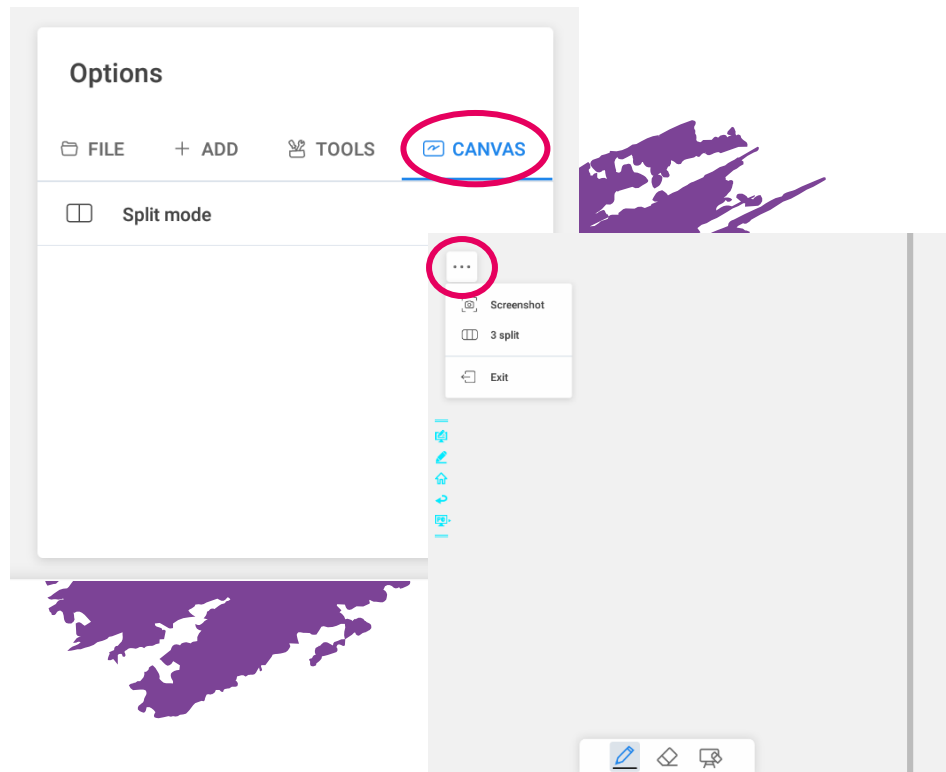 Options
FILE ADD TOOLS CANVAS
Split mode
Screenshot
3 split
Exit